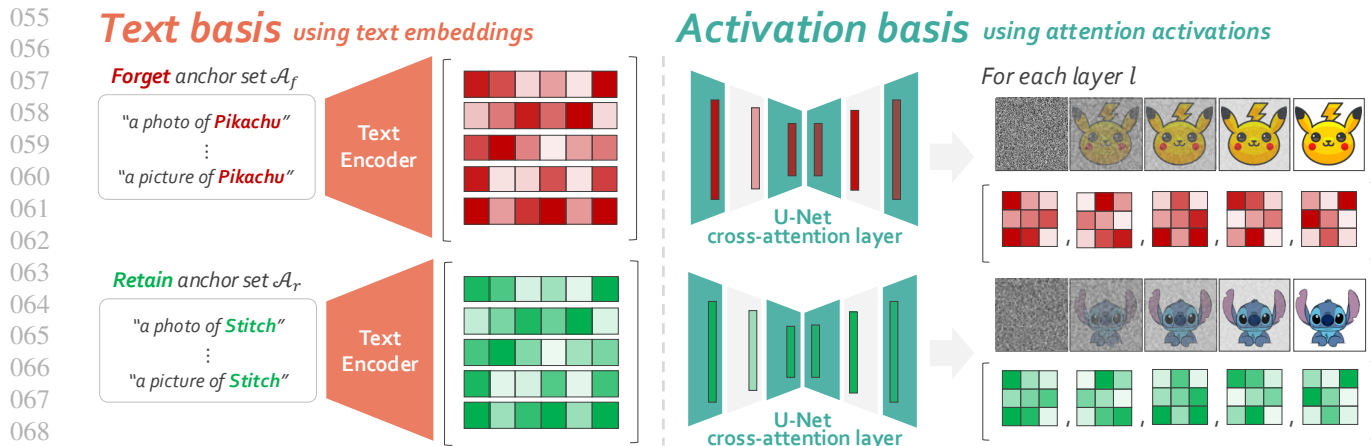 055
056
057
058
059
060
061
062
063
064
065
066
067
068
Text basis using text embeddings
Forget anchor set 𝒜f
"a photo of Pikachu"
⋮
"a picture of Pikachu"
Text
Encoder
Retain anchor set 𝒜r
"a photo of Stitch"
⋮
"a picture of Stitch"
Text
Encoder
Activation basis using attention activations
For each layer l
U-Net
cross-attention layer
, , , ,
U-Net
cross-attention layer
, , , ,